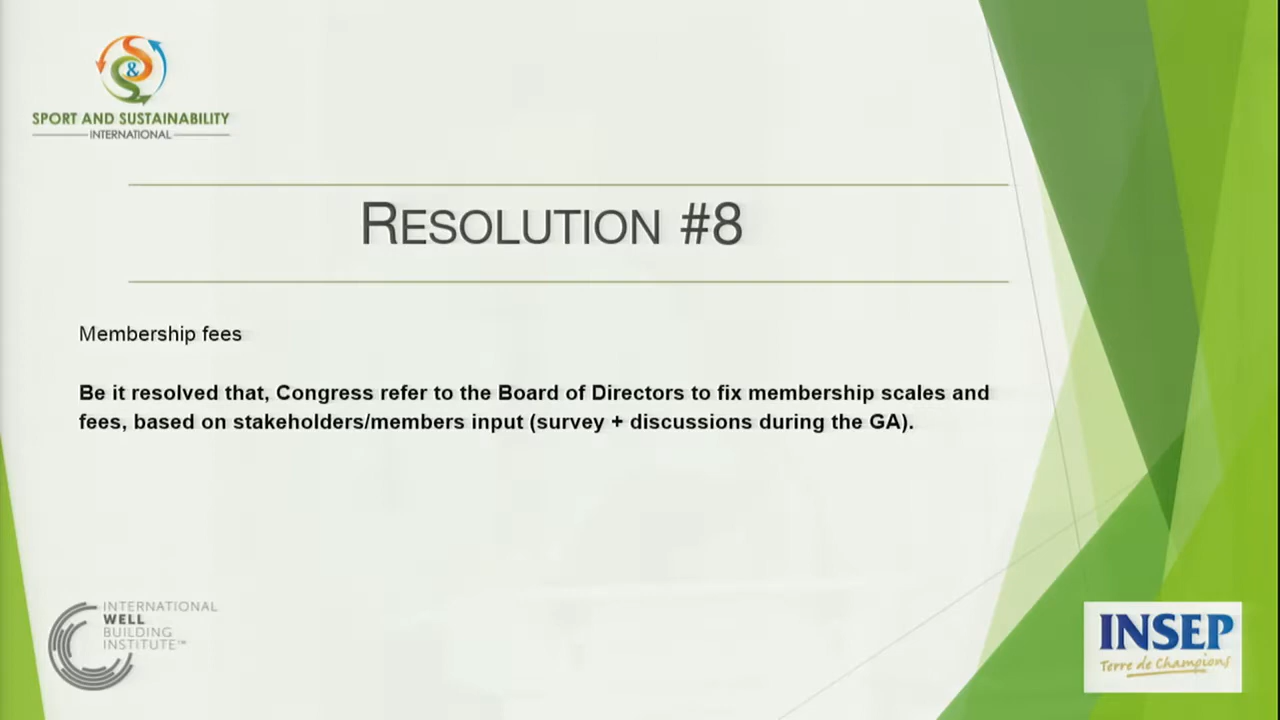 S
&
S
SPORT AND SUSTAINABILITY
INTERNATIONAL
RESOLUTION #8
Membership fees
Be it resolved that, Congress refer to the Board of Directors to fix membership scales and
fees, based on stakeholders/members input (survey + discussions during the GA).
INTERNATIONAL
WELL
BUILDING
INSTITUTE™
INSEP
Terre de Champions